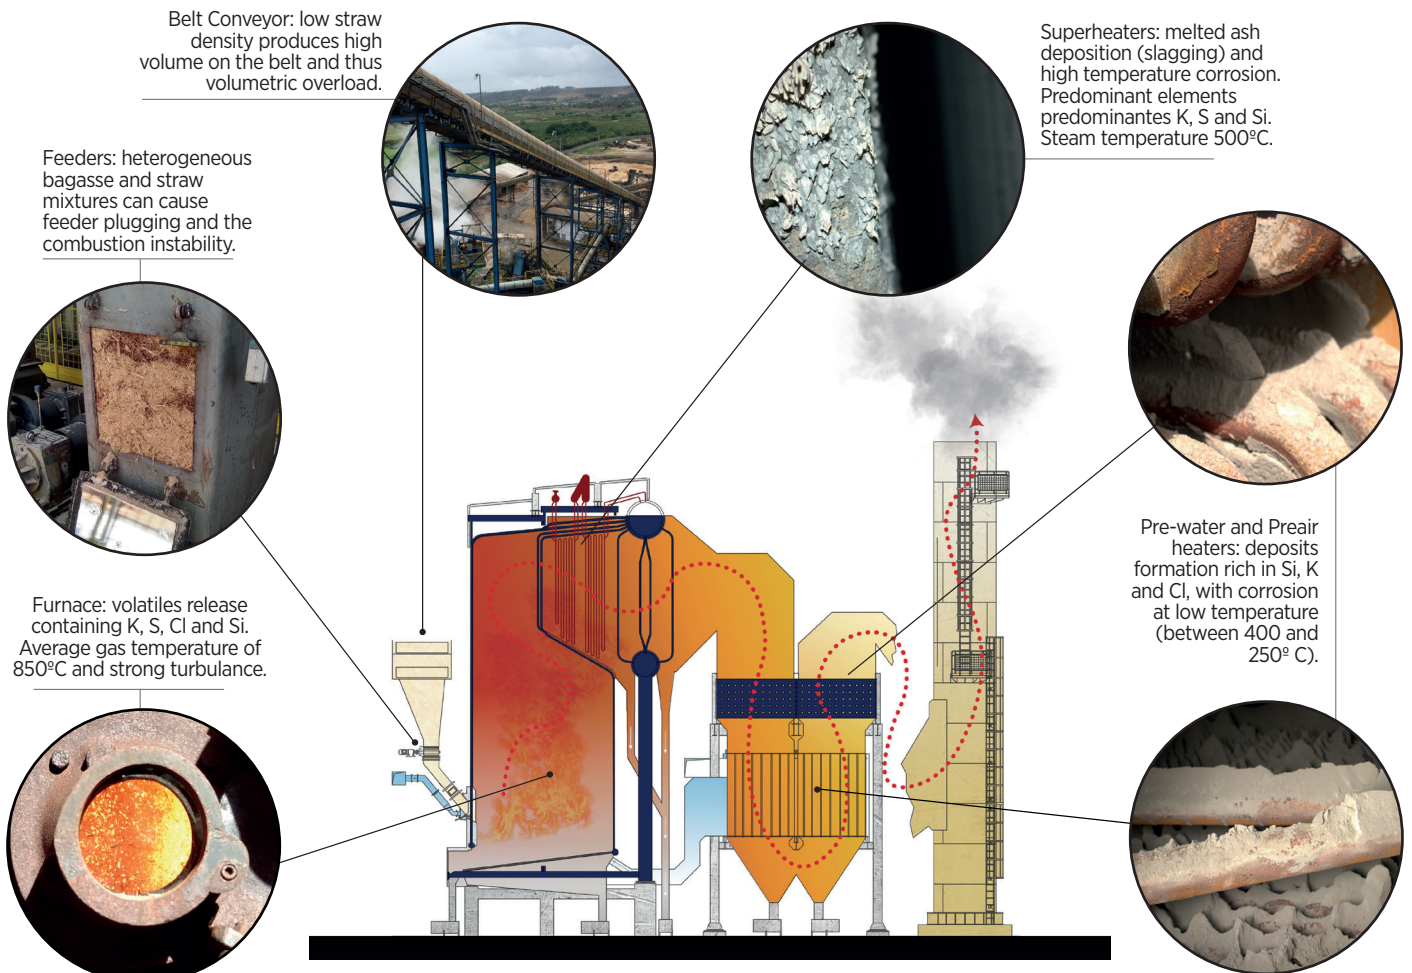 Belt Conveyor: low straw
density produces high
volume on the belt and thus
volumetric overload.
Superheaters: melted ash
deposition (slagging) and
high temperature corrosion.
Predominant elements
predominantes K, S and Si.
Steam temperature 500ºC.
Feeders: heterogeneous
bagasse and straw
mixtures can cause
feeder plugging and the
combustion instability.
Pre-water and Preair
heaters: deposits
formation rich in Si, K
and Cl, with corrosion
at low temperature
(between 400 and
250º C).
Furnace: volatiles release
containing K, S, Cl and Si.
Average gas temperature of
850ºC and strong turbulance.